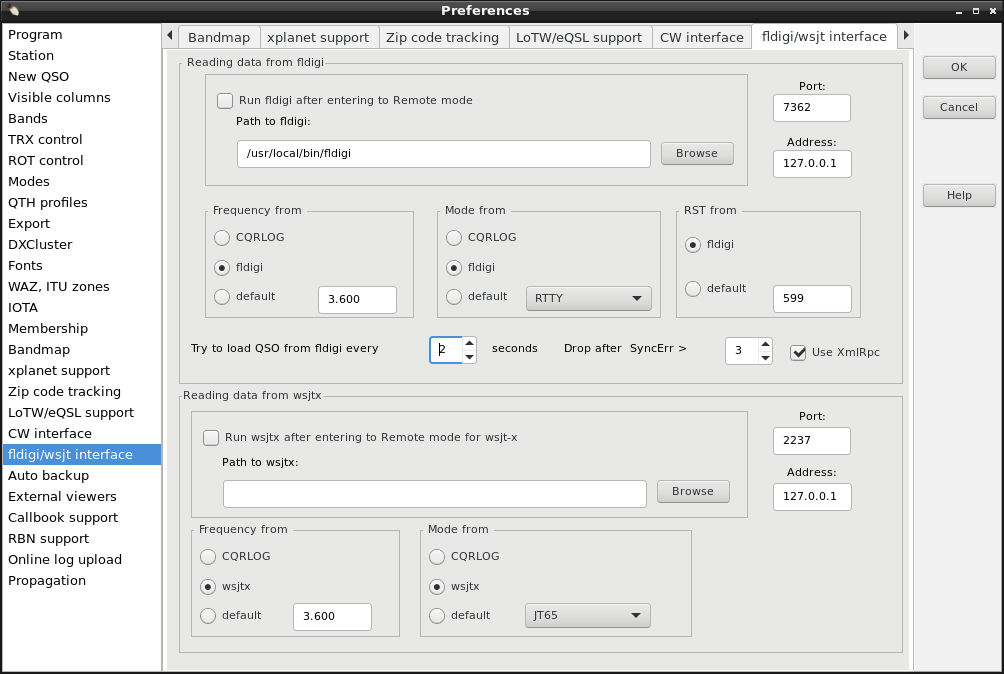 Preferences
Program
Station
New QSO
Visible columns
Bands
TRX control
ROT control
Modes
QTH profiles
Export
DXCluster
Fonts
WAZ, ITU zones
IOTA
Membership
Bandmap
xplanet support
Zip code tracking
LoTW/eQSL support
CW interface
fldigi/wsjt interface
Auto backup
External viewers
Callbook support
RBN support
Online log upload
Propagation
Bandmap xplanet support Zip code tracking LoTW/eQSL support CW interface fldigi/wsjt interface
Reading data from fldigi
Run fldigi after entering to Remote mode
Path to fldigi:
/usr/local/bin/fldigi Browse
Port:
7362
Address:
127.0.0.1
Frequency from
CQRLOG
fldigi
default 3.600
Mode from
CQRLOG
fldigi
default RTTY
RST from
fldigi
default 599
Try to load QSO from fldigi every 2 seconds Drop after SyncErr > 3 Use XmlRpc
Reading data from wsjtx
Run wsjtx after entering to Remote mode for wsjt-x
Path to wsjtx:
Browse
Port:
2237
Address:
127.0.0.1
Frequency from
CQRLOG
wsjtx
default 3.600
Mode from
CQRLOG
wsjtx
default JT65
OK
Cancel
Help